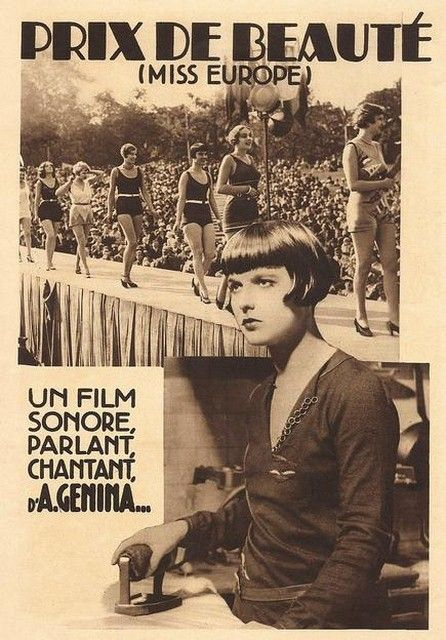 PRIX DE BEAUTÉ
(MISS EUROPE)
UN FILM
SONORE,
PARLANT,
CHANTANT,
D'A.GENINA...